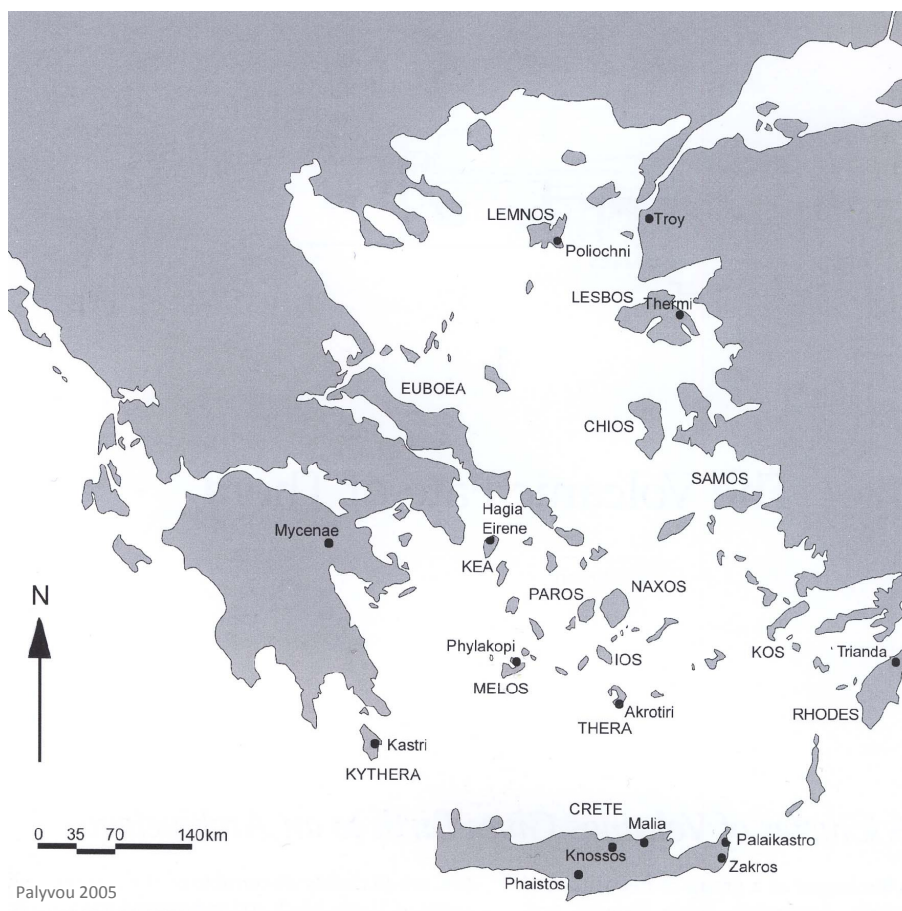 LEMNOS
Troy
Poliochni
LESBOS
Thermi
EUBOEA
CHIOS
SAMOS
Hagia
Eirene
Mycenae
KEA
PAROS
NAXOS
N
Phylakopi
IOS
KOS
Trianda
MELOS
Akrotiri
RHODES
THERA
Kastri
KYTHERA
CRETE
Malia
0 35 70 140km
Palaikastro
Knossos
Zakros
Phaistos
Palyvou 2005